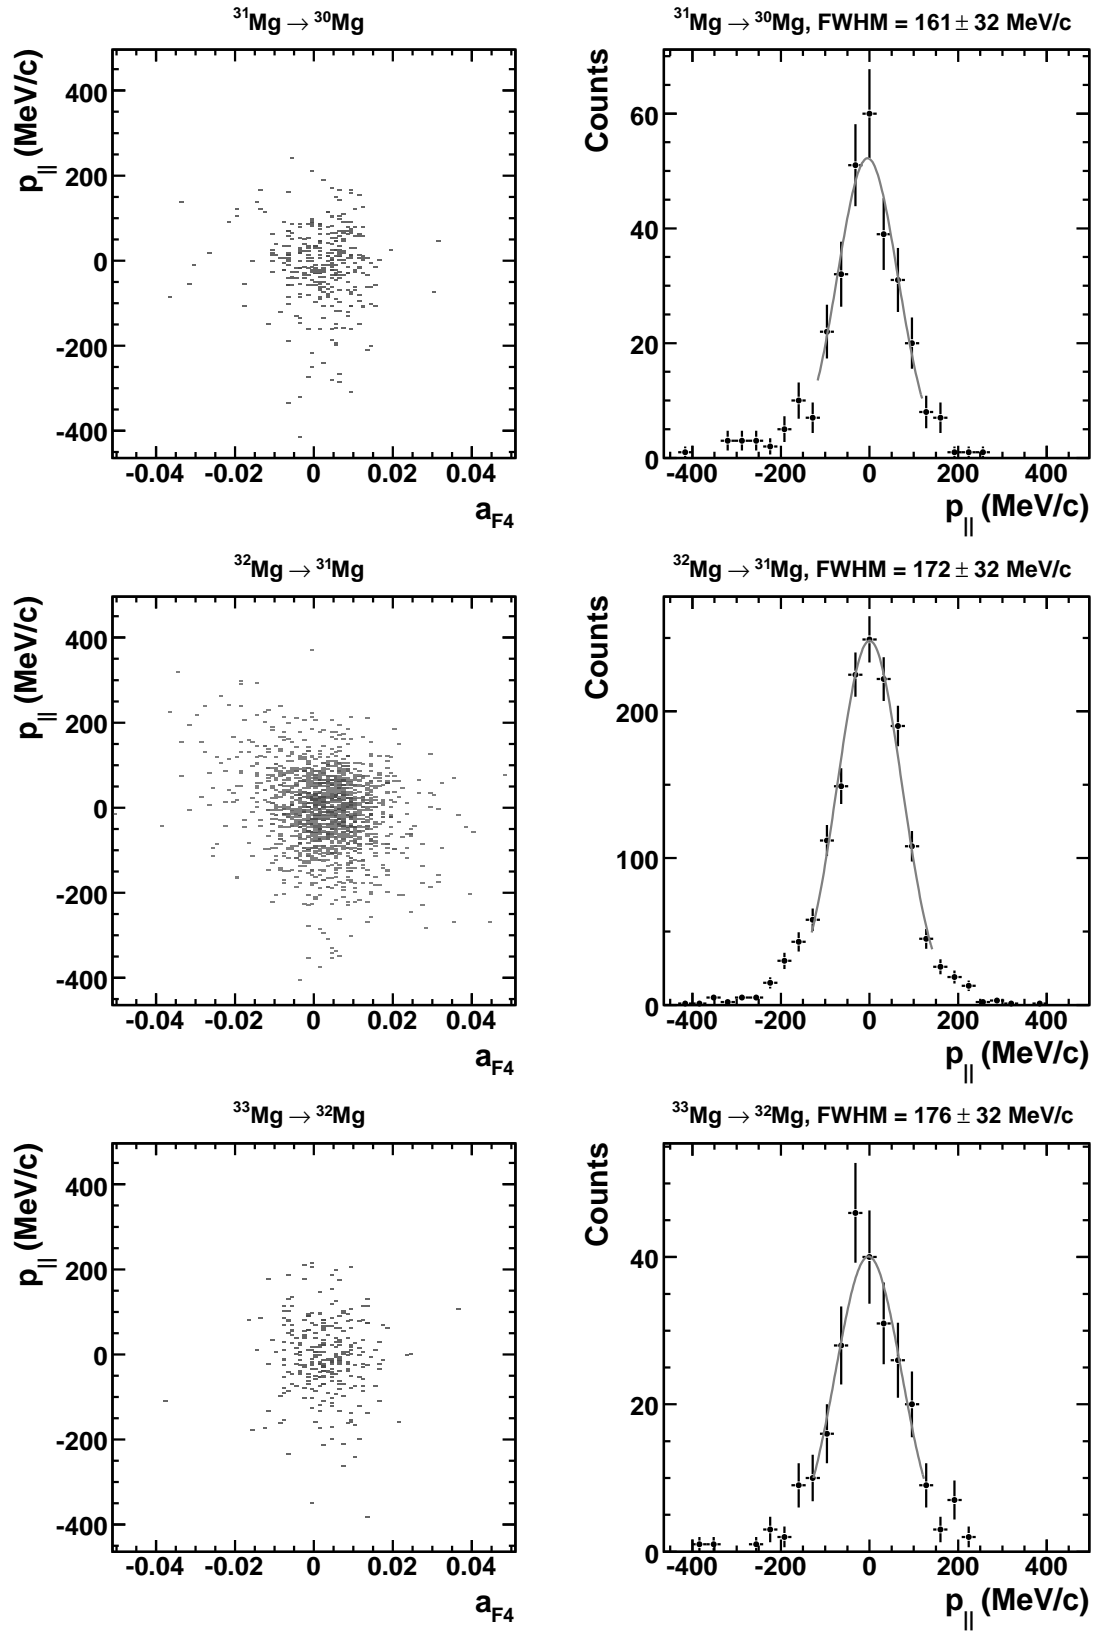 ³¹Mg → ³⁰Mg
p|| (MeV/c)
400
200
0
-200
-400
-0.04 -0.02 0 0.02 0.04
aF4
³¹Mg → ³⁰Mg, FWHM = 161 ± 32 MeV/c
Counts
60
40
20
0
-400 -200 0 200 400
p|| (MeV/c)
³²Mg → ³¹Mg
p|| (MeV/c)
400
200
0
-200
-400
-0.04 -0.02 0 0.02 0.04
aF4
³²Mg → ³¹Mg, FWHM = 172 ± 32 MeV/c
Counts
200
100
0
-400 -200 0 200 400
p|| (MeV/c)
³³Mg → ³²Mg
p|| (MeV/c)
400
200
0
-200
-400
-0.04 -0.02 0 0.02 0.04
aF4
³³Mg → ³²Mg, FWHM = 176 ± 32 MeV/c
Counts
40
20
0
-400 -200 0 200 400
p|| (MeV/c)